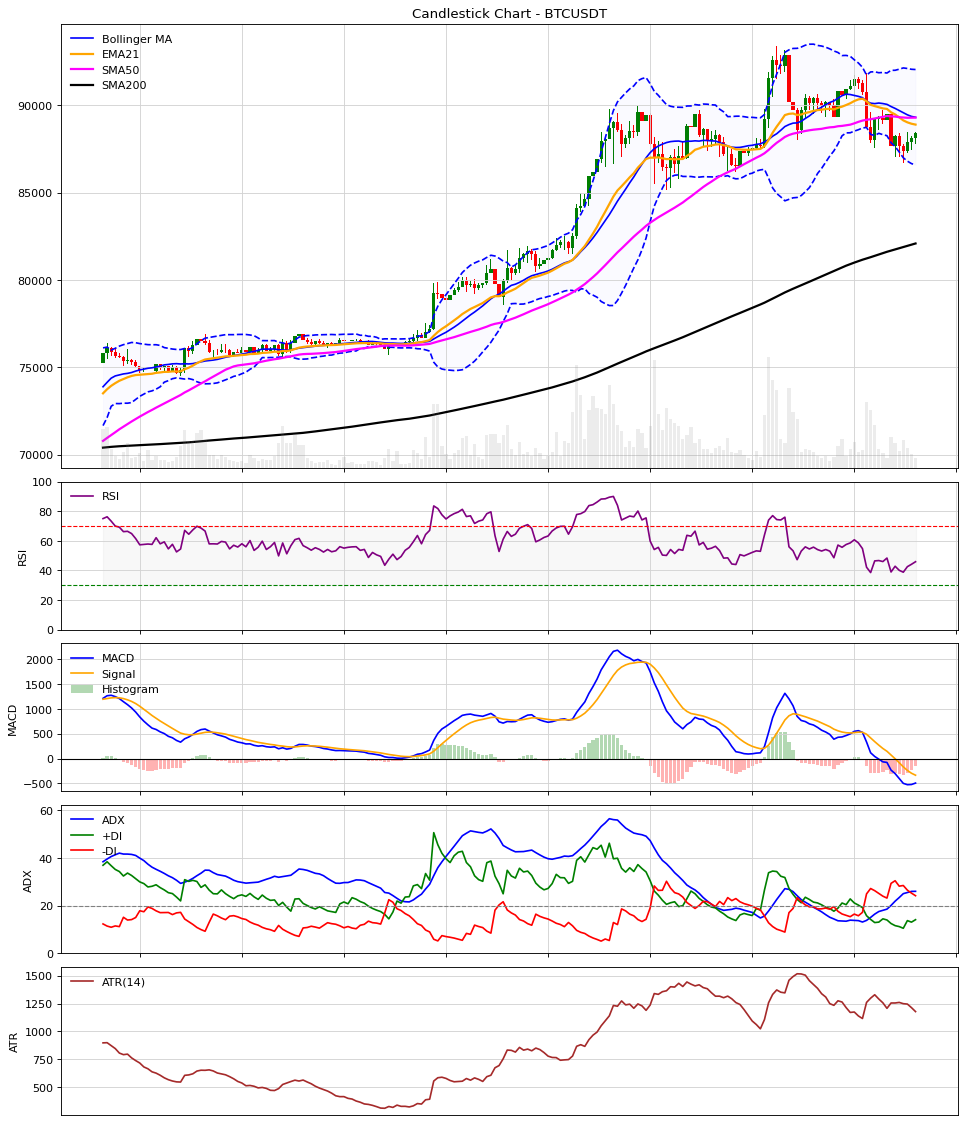 Candlestick Chart - BTCUSDT
Bollinger MA
EMA21
SMA50
SMA200
90000
85000
80000
75000
70000
100
80
60
40
20
0
RSI
RSI
2000
1500
1000
500
0
−500
MACD
MACD
Signal
Histogram
60
40
20
0
ADX
ADX
+DI
-DI
1500
1250
1000
750
500
ATR
ATR(14)